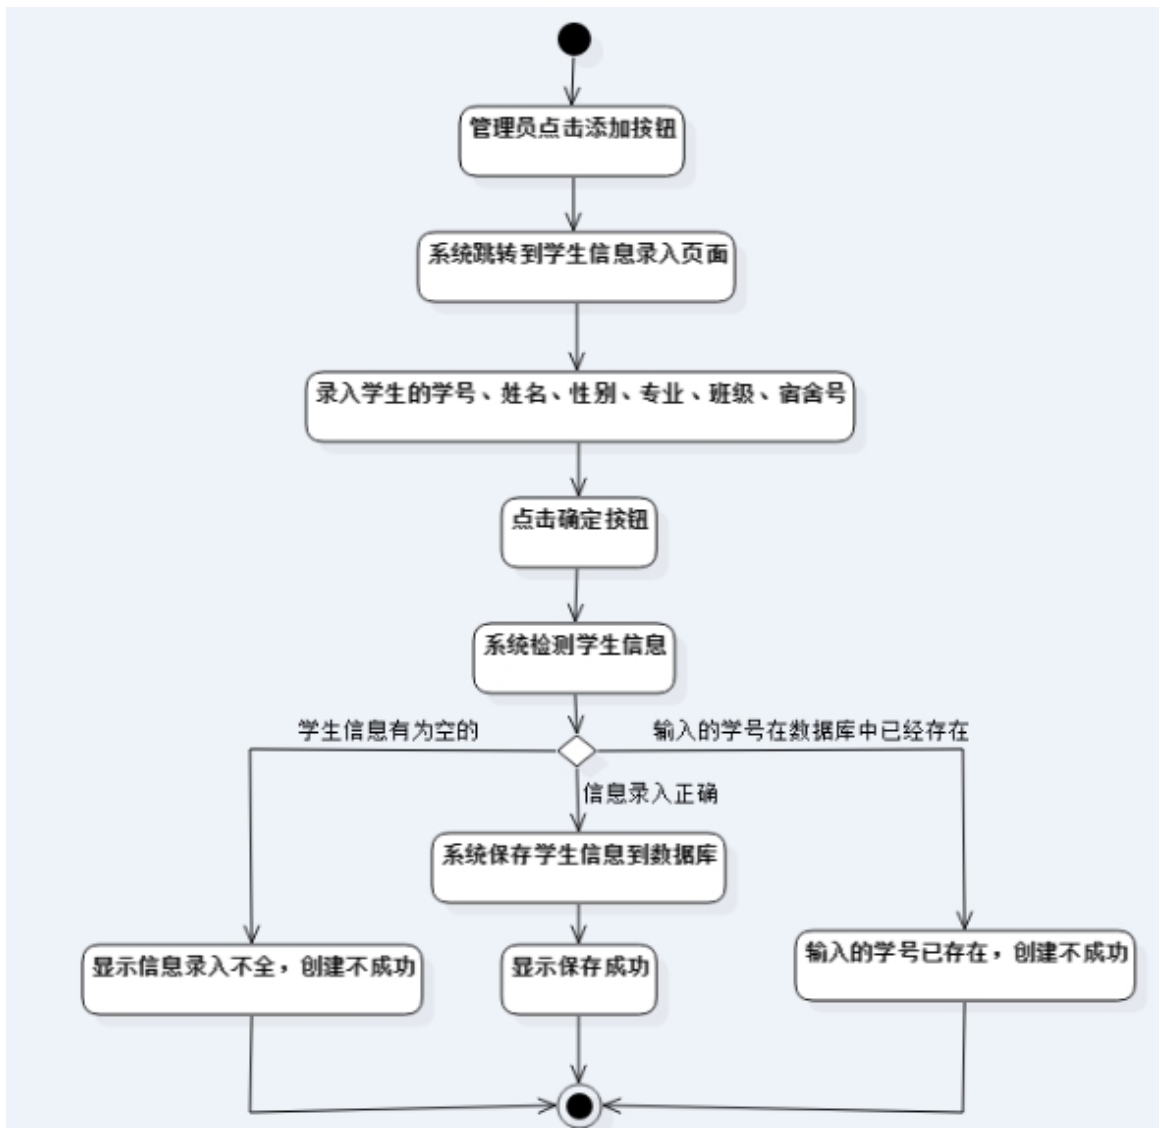 管理员点击添加按钮
系统跳转到学生信息录入页面
录入学生的学号、姓名、性别、专业、班级、宿舍号
点击确定按钮
系统检测学生信息
学生信息有为空的
输入的学号在数据库中已经存在
信息录入正确
系统保存学生信息到数据库
显示信息录入不全，创建不成功
显示保存成功
输入的学号已存在，创建不成功